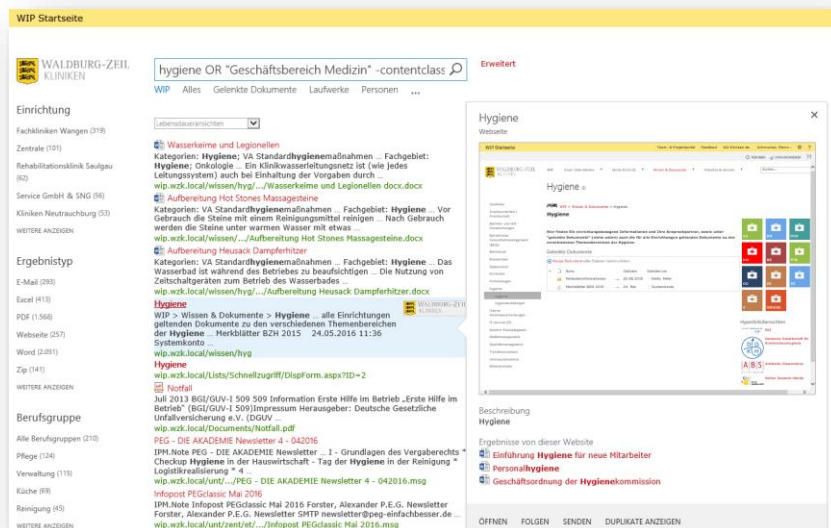 WIP Startseite
WALDBURG-ZEIL
KLINIKEN
hygiene OR "Geschäftsbereich Medizin" -contentclass
Erweitert
WIP Alles Gelenkte Dokumente Laufwerke Personen ...
Einrichtung
Fachkliniken Wangen (319)
Zentrale (101)
Rehabilitationsklinik Saulgau
(62)
Service GmbH & SNG (56)
Kliniken Neutrauchburg (53)
WEITERE ANZEIGEN
Ergebnistyp
E-Mail (293)
Excel (413)
PDF (1.568)
Webseite (257)
Word (2.051)
Zip (141)
WEITERE ANZEIGEN
Berufsgruppe
Alle Berufsgruppen (210)
Pflege (124)
Verwaltung (115)
Küche (69)
Reinigung (45)
WEITERE ANZEIGEN
Lebensdaueransichten
Wasserkeime und Legionellen
Kategorien: Hygiene; VA Standardhygienemaßnahmen ... Fachgebiet:
Hygiene; Onkologie ... Ein Klinikwasserleitungsnetz ist (wie jedes
Leitungssystem) auch bei Einhaltung der Vorgaben durch ...
wip.wzk.local/wissen/hyg/.../Wasserkeime und Legionellen docx.docx
Aufbereitung Hot Stones Massagesteine
Kategorien: VA Standardhygienemaßnahmen ... Fachgebiet: Hygiene ... Vor
Gebrauch die Steine mit einem Reinigungsmittel reinigen ... Nach Gebrauch
werden die Steine unter warmen Wasser mit etwas ...
wip.wzk.local/wissen/.../Aufbereitung Hot Stones Massagesteine.docx
Aufbereitung Heusack Dampferhitzer
Kategorien: VA Standardhygienemaßnahmen ... Fachgebiet: Hygiene ... Das
Wasserbad ist während des Betriebes zu beaufsichtigen ... Die Nutzung von
Zeitschaltgeräten zum Betrieb des Wasserbades ...
wip.wzk.local/wissen/hyg/.../Aufbereitung Heusack Dampferhitzer.docx
Hygiene
WALDBURG-ZEIL
KLINIKEN
WIP > Wissen & Dokumente > Hygiene ... alle Einrichtungen
geltenden Dokumente zu den verschiedenen Themenbereichen
der Hygiene ... Merkblätter BZH 2015 24.05.2016 11:36
Systemkonto ...
wip.wzk.local/wissen/hyg
Hygiene
wip.wzk.local/Lists/Schnellzugriff/DispForm.aspx?ID=2
Notfall
Juli 2013 BGI/GUV-I 509 509 Information Erste Hilfe im Betrieb „Erste Hilfe im
Betrieb" (BGI/GUV-I 509)Impressum Herausgeber: Deutsche Gesetzliche
Unfallversicherung e.V. (DGUV ...
wip.wzk.local/Documents/Notfall.pdf
PEG - DIE AKADEMIE Newsletter 4 - 042016
IPM.Note PEG - DIE AKADEMIE Newsletter ... I - Grundlagen des Vergaberechts *
Checkup Hygiene in der Hauswirtschaft - Tag der Hygiene in der Reinigung *
Logistikrealisierung * 4 ...
wip.wzk.local/unt/.../PEG - DIE AKADEMIE Newsletter 4 - 042016.msg
Infopost PEGclassic Mai 2016
IPM.Note Infopost PEGclassic Mai 2016 Forster, Alexander P.E.G. Newsletter
Forster, Alexander P.E.G. Newsletter SMTP newsletter@peg-einfachbesser.de ...
wip.wzk.local/unt/zent/et/.../Infopost PEGclassic Mai 2016.msg
Hygiene
Webseite
WIP Startseite
WALDBURG-ZEIL
KLINIKEN
Hygiene
WIP > Wissen & Dokumente > Hygiene
Hygiene
Gelenkte Dokumente
Beschreibung
Hygiene
Ergebnisse von dieser Website
Einführung Hygiene für neue Mitarbeiter
Personalhygiene
Geschäftsordnung der Hygienekommission
ÖFFNEN FOLGEN SENDEN DUPLIKATE ANZEIGEN